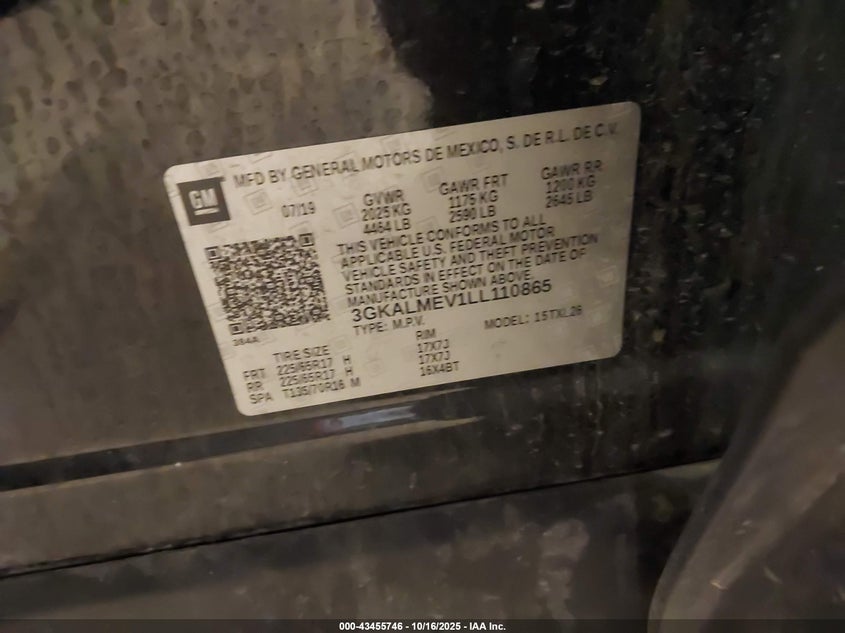 MFD BY GENERAL MOTORS DE MEXICO, S. DE R.L. DE C.V.
GM
07/19 GVWR GAWR FRT GAWR RR
2025 KG 1175 KG 1200 KG
4464 LB 2590 LB 2645 LB
THIS VEHICLE CONFORMS TO ALL
APPLICABLE U.S. FEDERAL MOTOR
VEHICLE SAFETY AND THEFT PREVENTION
STANDARDS IN EFFECT ON THE DATE OF
MANUFACTURE SHOWN ABOVE.
3GKALMEV1LL110865
384A
TYPE: M.P.V. MODEL: 15TXL26
TIRE SIZE RIM
FRT 225/65R17 H 17X7J
RR 225/65R17 H 17X7J
SPA T135/70R16 M 16X4BT
000-43455746 - 10/16/2025 - IAA Inc.